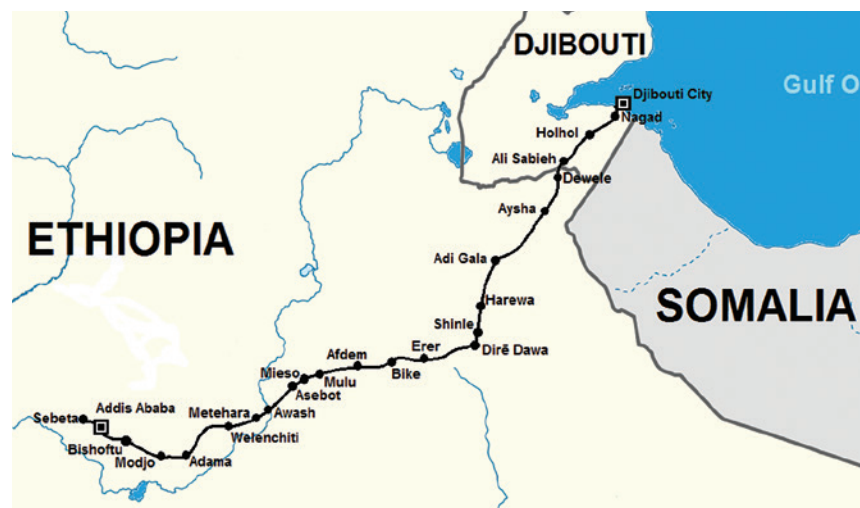 DJIBOUTI
Djibouti City
Gulf O
Nagad
Holhol
Ali Sabieh
Dewele
Aysha
ETHIOPIA
Adi Gala
SOMALIA
Harewa
Shinle
Erer
Dirē Dawa
Afdem
Bike
Mieso
Mulu
Asebot
Metehara
Awash
Addis Ababa
Sebeta
Welenchiti
Bishoftu
Modjo
Adama